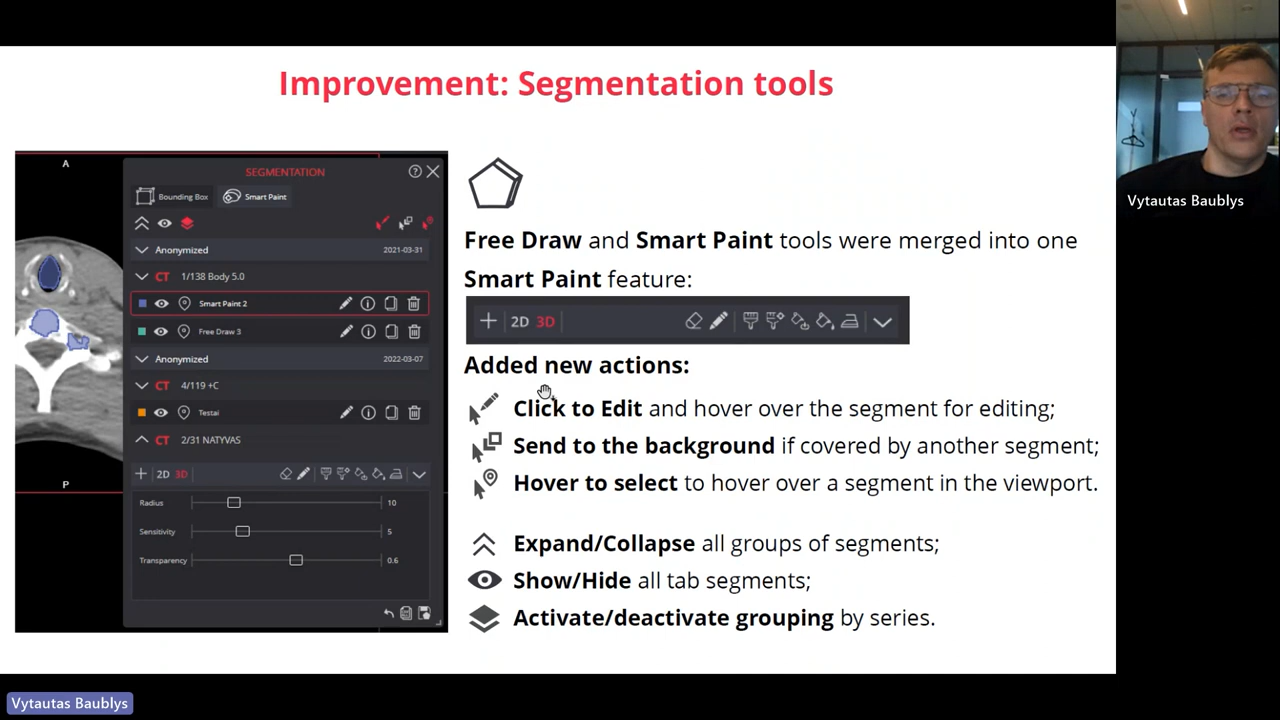 Improvement: Segmentation tools
A
SEGMENTATION
Bounding Box
Smart Paint
Anonymized 2021-03-31
CT 1/138 Body 5.0
Smart Paint 2
Free Draw 3
Anonymized 2022-03-07
CT 4/119 +C
Testai
CT 2/31 NATYVAS
2D 3D
P
Radius 10
Sensitivity 5
Transparency 0.6
Free Draw and Smart Paint tools were merged into one
Smart Paint feature:
2D 3D
Added new actions:
Click to Edit and hover over the segment for editing;
Send to the background if covered by another segment;
Hover to select to hover over a segment in the viewport.
Expand/Collapse all groups of segments;
Show/Hide all tab segments;
Activate/deactivate grouping by series.
Vytautas Baublys
Vytautas Baublys